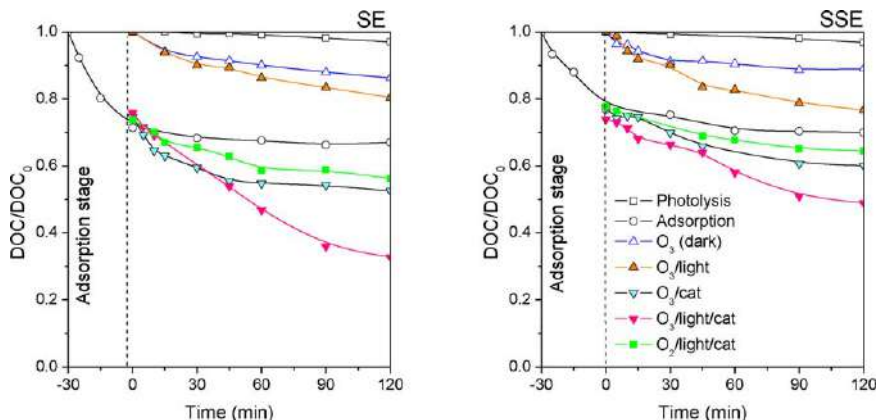 SE
DOC/DOC₀
1.0
0.8
0.6
0.4
0.2
0.0
Adsorption stage
-30 0 30 60 90 120
Time (min)
SSE
DOC/DOC₀
1.0
0.8
0.6
0.4
0.2
0.0
Adsorption stage
Photolysis
Adsorption
O₃ (dark)
O₃/light
O₃/cat
O₃/light/cat
O₂/light/cat
-30 0 30 60 90 120
Time (min)